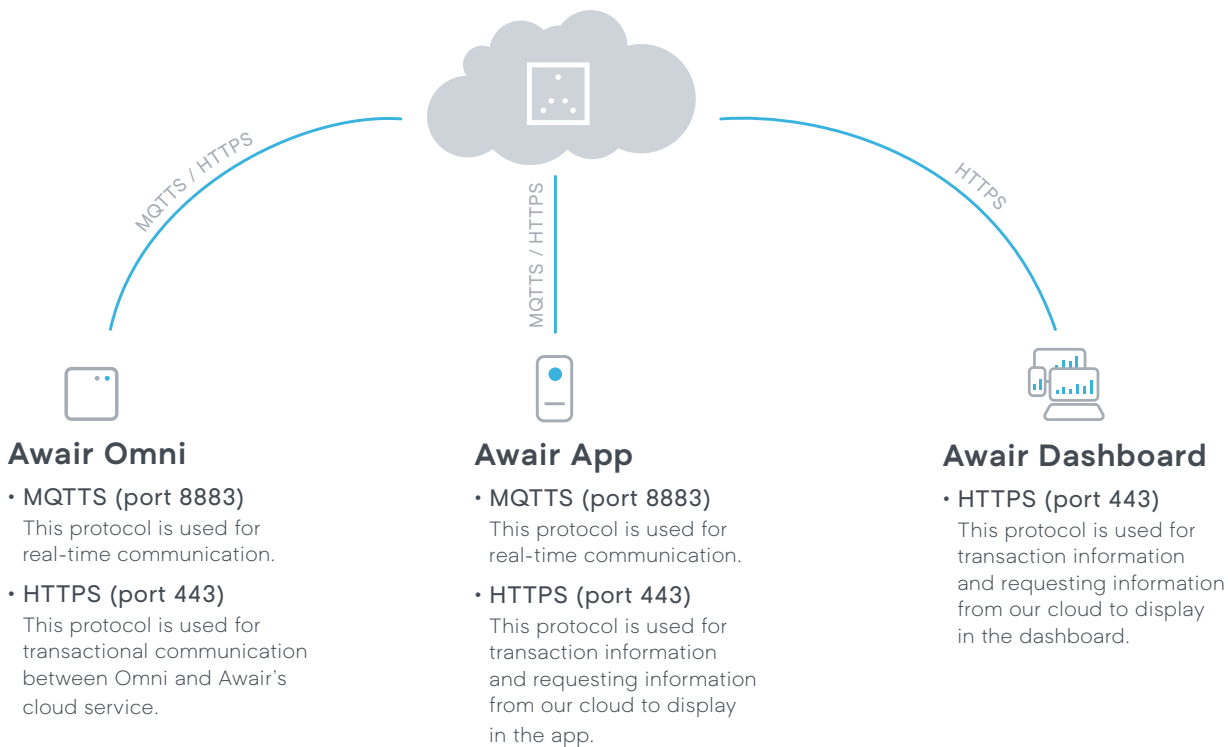 MQTTS / HTTPS
MQTTS / HTTPS
HTTPS
Awair Omni
• MQTTS (port 8883)
This protocol is used for
real-time communication.
• HTTPS (port 443)
This protocol is used for
transactional communication
between Omni and Awair’s
cloud service.
Awair App
• MQTTS (port 8883)
This protocol is used for
real-time communication.
• HTTPS (port 443)
This protocol is used for
transaction information
and requesting information
from our cloud to display
in the app.
Awair Dashboard
• HTTPS (port 443)
This protocol is used for
transaction information
and requesting information
from our cloud to display
in the dashboard.